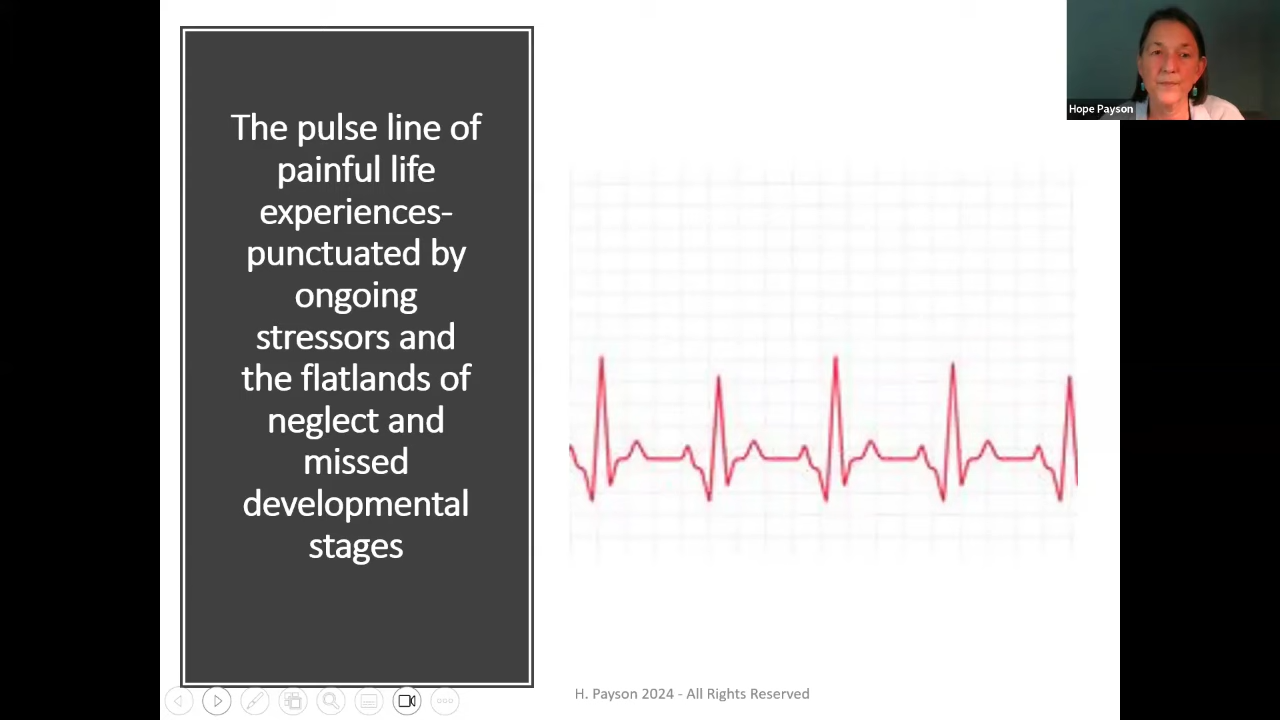 The pulse line of
painful life
experiences-
punctuated by
ongoing
stressors and
the flatlands of
neglect and
missed
developmental
stages
Hope Payson
H. Payson 2024 - All Rights Reserved